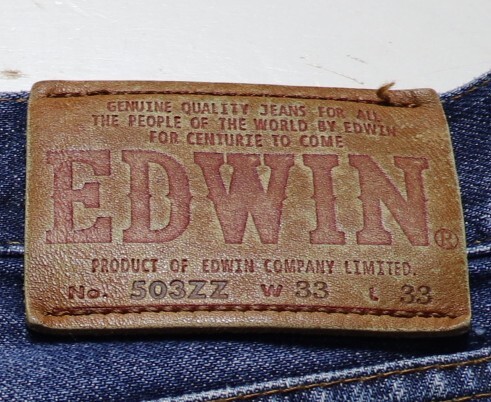 GENUINE QUALITY JEANS FOR ALL
THE PEOPLE OF THE WORLD BY EDWIN
FOR CENTURIE TO COME
EDWIN®
PRODUCT OF EDWIN COMPANY LIMITED.
No. 503ZZ W 33 L 33